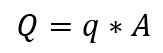 Q = q * A